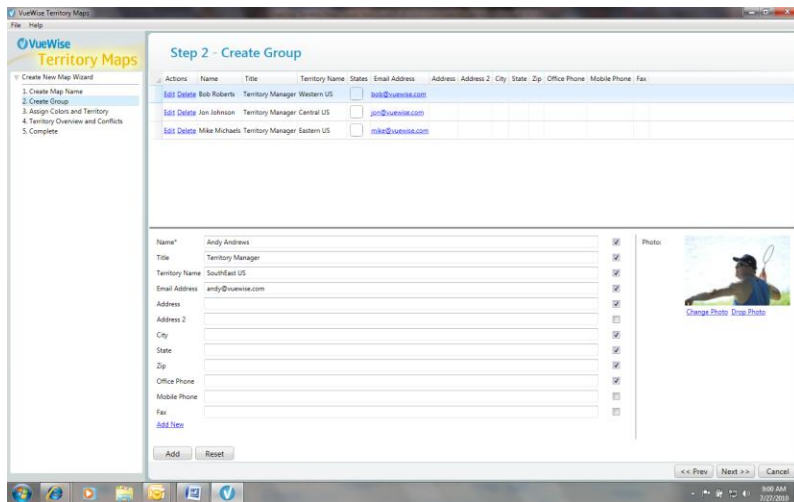 VueWise Territory Maps
File Help
VueWise
Territory Maps
Create New Map Wizard
1. Create Map Name
2. Create Group
3. Assign Colors and Territory
4. Territory Overview and Conflicts
5. Complete
Step 2 - Create Group
Actions Name Title Territory Name States Email Address Address Address 2 City State Zip Office Phone Mobile Phone Fax
Edit Delete Bob Roberts Territory Manager Western US bob@vuewise.com
Edit Delete Jon Johnson Territory Manager Central US jon@vuewise.com
Edit Delete Mike Michaels Territory Manager Eastern US mike@vuewise.com
Name* Andy Andrews
Title Territory Manager
Territory Name SouthEast US
Email Address andy@vuewise.com
Address
Address 2
City
State
Zip
Office Phone
Mobile Phone
Fax
Add New
Photo:
Change Photo Drop Photo
Add Reset
<< Prev Next >> Cancel
9:00 AM
7/27/2010